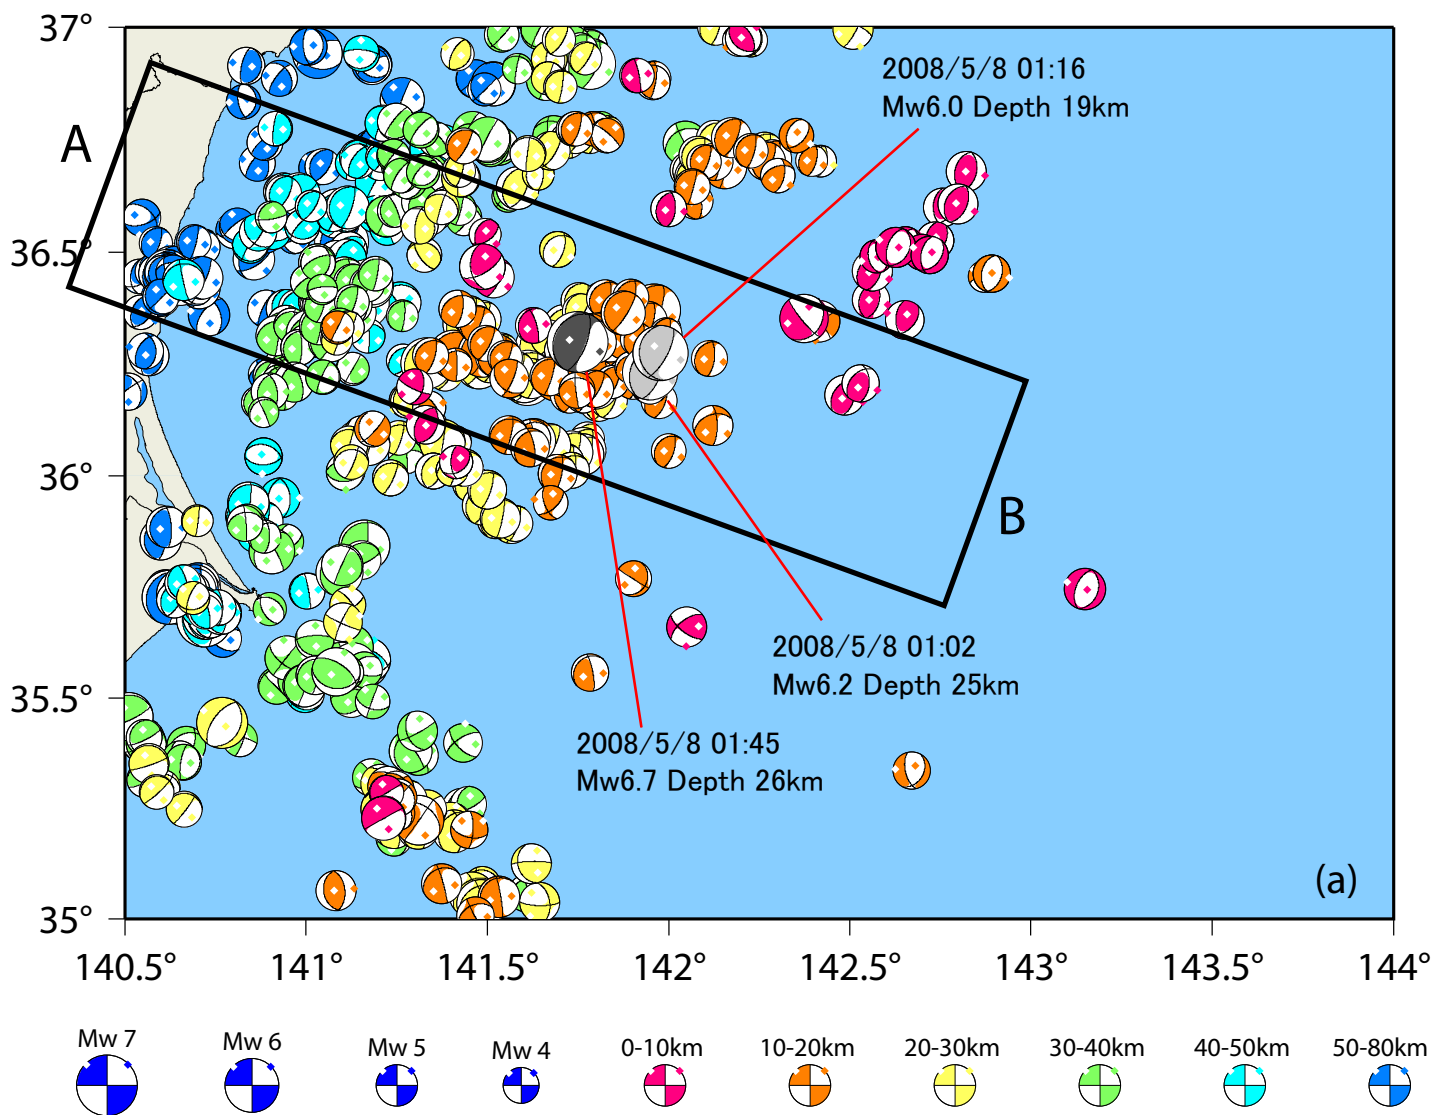 37°
2008/5/8 01:16
Mw6.0 Depth 19km
A
36.5°
36°
B
2008/5/8 01:02
Mw6.2 Depth 25km
35.5°
2008/5/8 01:45
Mw6.7 Depth 26km
(a)
35°
140.5° 141° 141.5° 142° 142.5° 143° 143.5° 144°
Mw 7 Mw 6 Mw 5 Mw 4 0-10km 10-20km 20-30km 30-40km 40-50km 50-80km